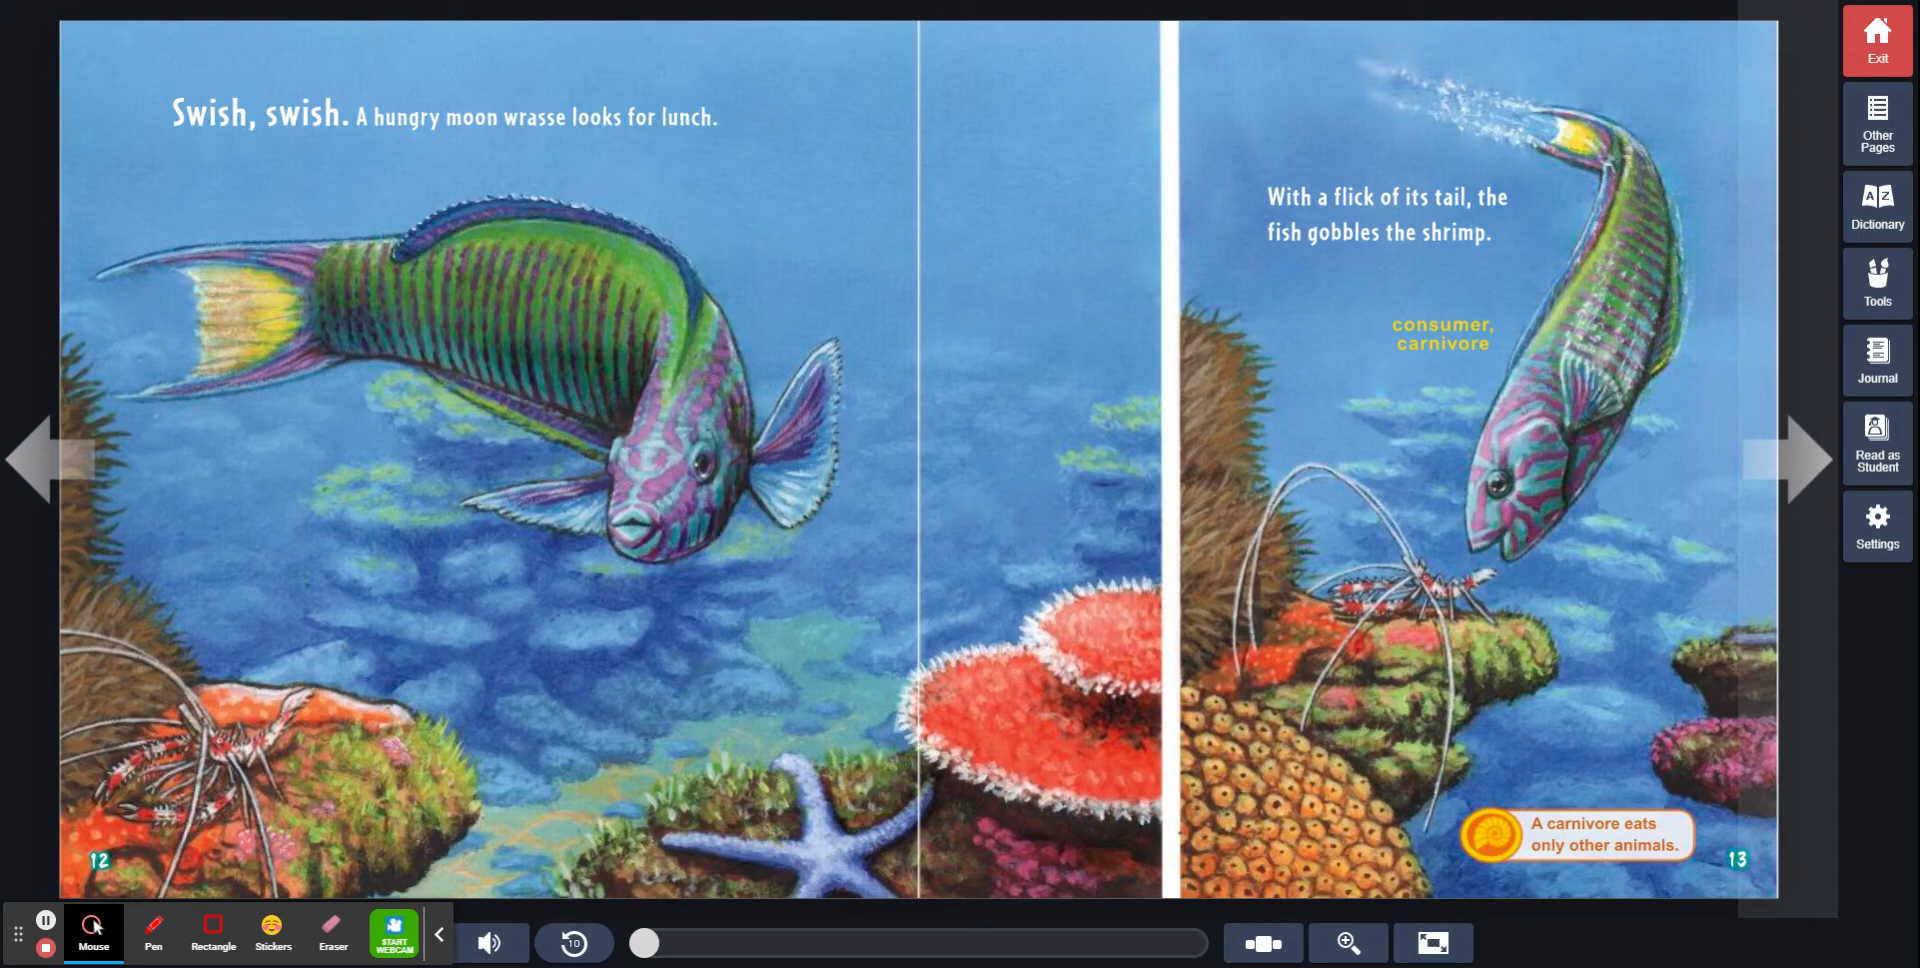 Swish, swish. A hungry moon wrasse looks for lunch.
With a flick of its tail, the
fish gobbles the shrimp.
consumer,
carnivore
A carnivore eats
only other animals.
12
13
Exit
Other
Pages
A Z
Dictionary
Tools
Journal
Read as
Student
Settings
Mouse
Pen
Rectangle
Stickers
Eraser
START
WEBCAM
10